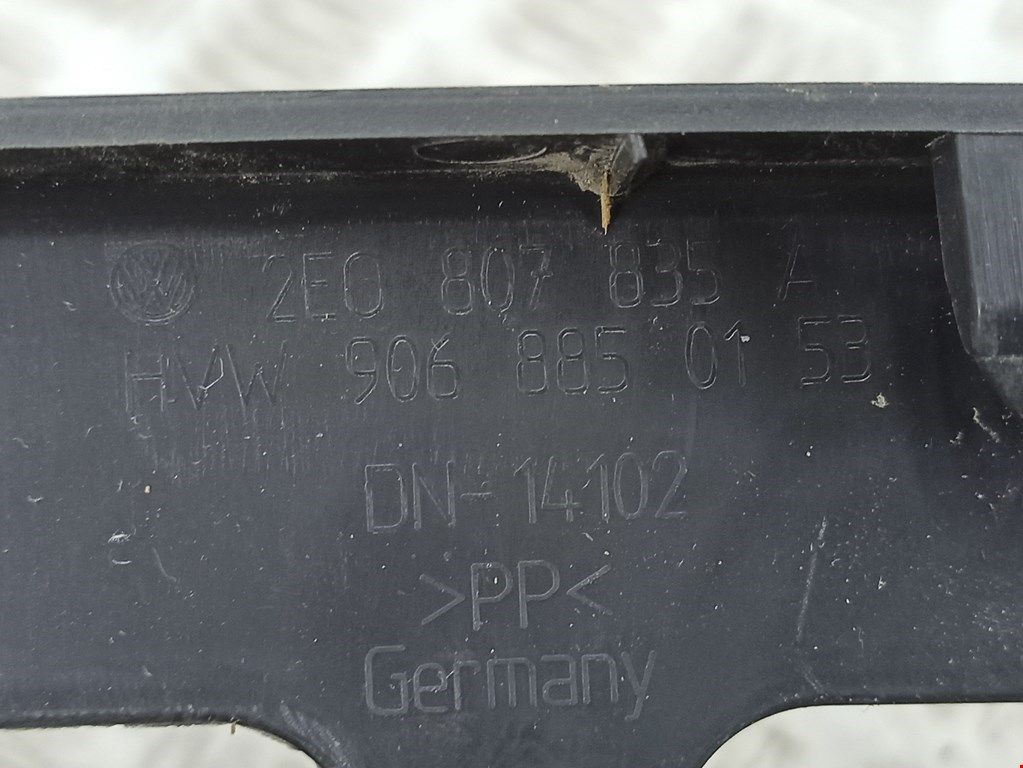 2E0 807 835 A
HVW 906 885 01 53
DN-14102
>PP<
Germany